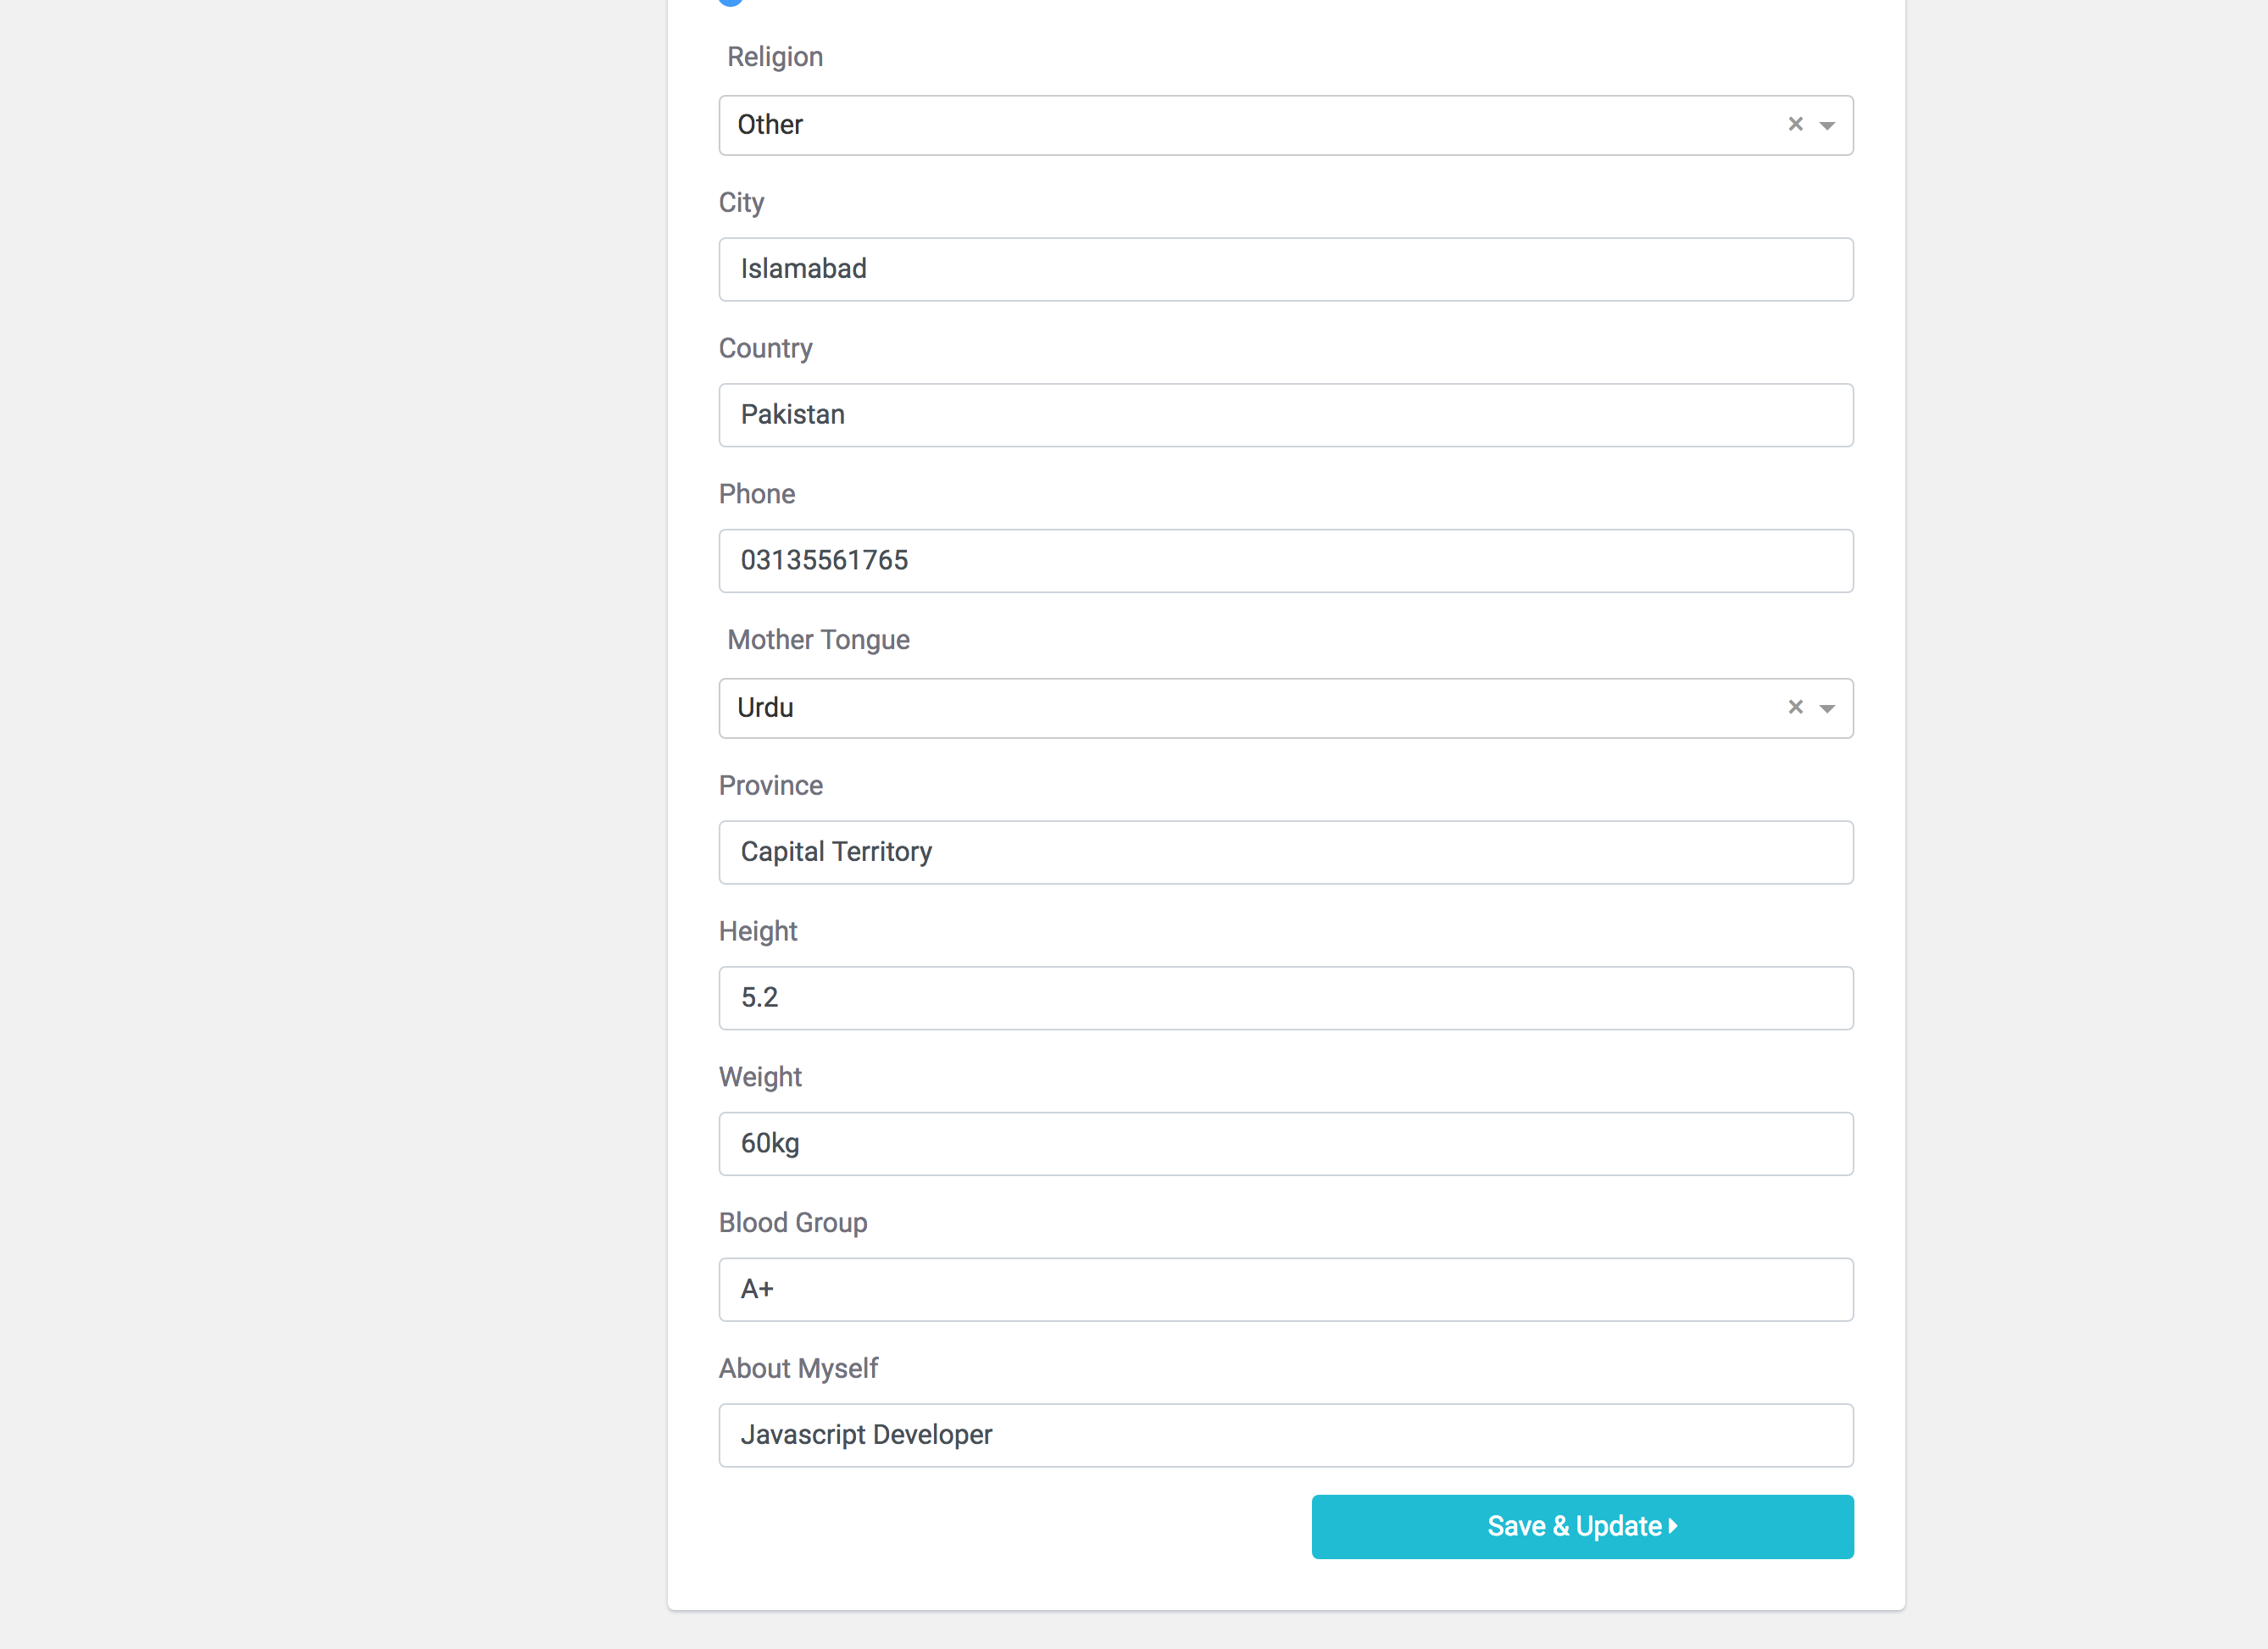 Religion
Other
City
Islamabad
Country
Pakistan
Phone
03135561765
Mother Tongue
Urdu
Province
Capital Territory
Height
5.2
Weight
60kg
Blood Group
A+
About Myself
Javascript Developer
Save & Update